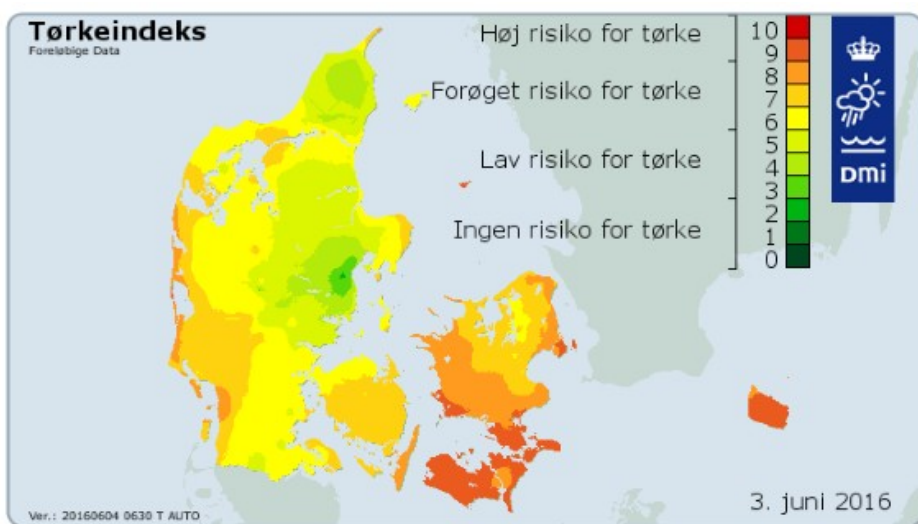 Tørkeindeks
Foreløbige Data
Høj risiko for tørke
Forøget risiko for tørke
Lav risiko for tørke
Ingen risiko for tørke
10
9
8
7
6
5
4
3
2
1
0
DMi
3. juni 2016
Ver.: 20160604 0630 T AUTO